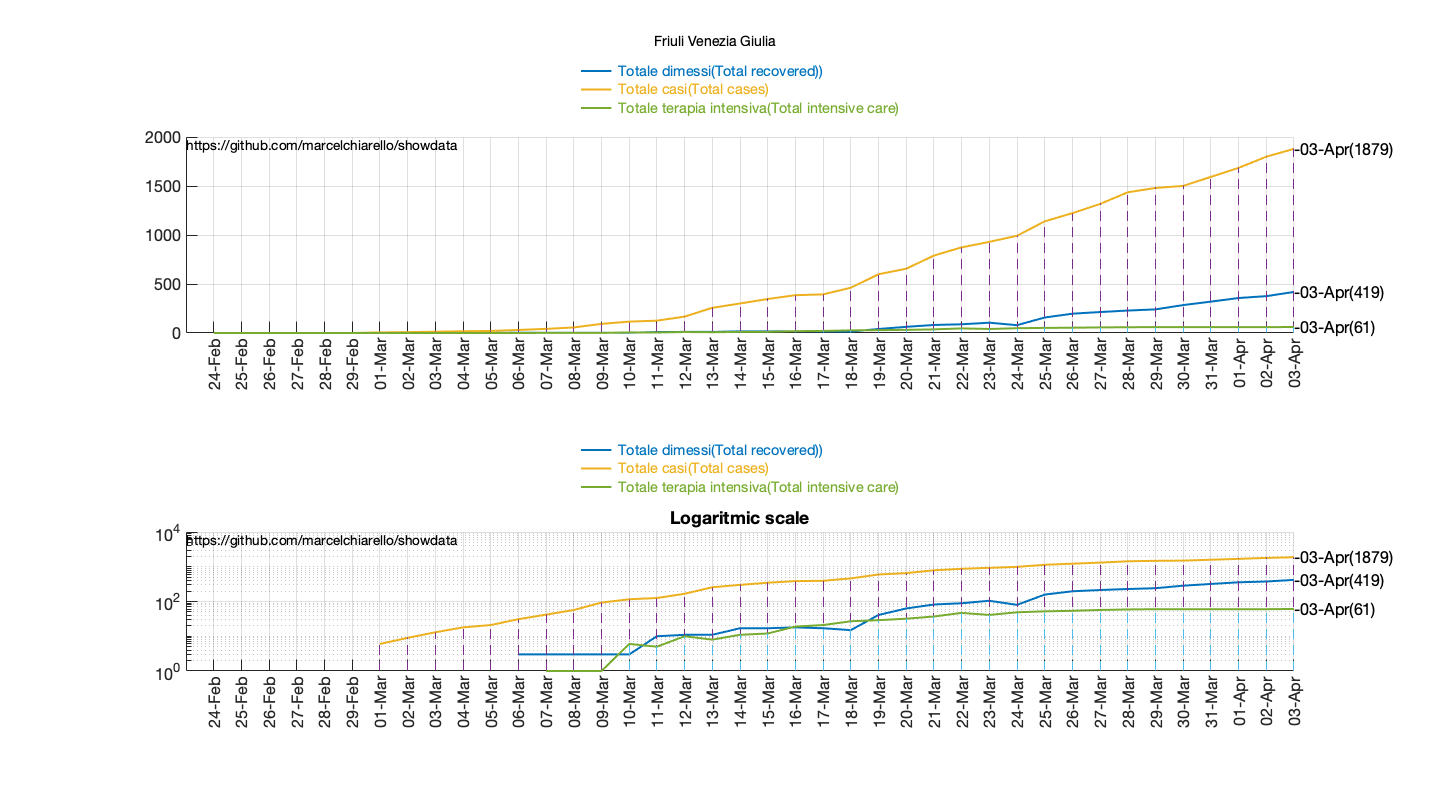 Friuli Venezia Giulia
Totale dimessi(Total recovered))
Totale casi(Total cases)
Totale terapia intensiva(Total intensive care)
https://github.com/marcelchiarello/showdata
2000
1500
1000
500
0
-03-Apr(1879)
-03-Apr(419)
-03-Apr(61)
24-Feb 25-Feb 26-Feb 27-Feb 28-Feb 29-Feb 01-Mar 02-Mar 03-Mar 04-Mar 05-Mar 06-Mar 07-Mar 08-Mar 09-Mar 10-Mar 11-Mar 12-Mar 13-Mar 14-Mar 15-Mar 16-Mar 17-Mar 18-Mar 19-Mar 20-Mar 21-Mar 22-Mar 23-Mar 24-Mar 25-Mar 26-Mar 27-Mar 28-Mar 29-Mar 30-Mar 31-Mar 01-Apr 02-Apr 03-Apr
Totale dimessi(Total recovered))
Totale casi(Total cases)
Totale terapia intensiva(Total intensive care)
Logaritmic scale
https://github.com/marcelchiarello/showdata
10^4
10^2
10^0
-03-Apr(1879)
-03-Apr(419)
-03-Apr(61)
24-Feb 25-Feb 26-Feb 27-Feb 28-Feb 29-Feb 01-Mar 02-Mar 03-Mar 04-Mar 05-Mar 06-Mar 07-Mar 08-Mar 09-Mar 10-Mar 11-Mar 12-Mar 13-Mar 14-Mar 15-Mar 16-Mar 17-Mar 18-Mar 19-Mar 20-Mar 21-Mar 22-Mar 23-Mar 24-Mar 25-Mar 26-Mar 27-Mar 28-Mar 29-Mar 30-Mar 31-Mar 01-Apr 02-Apr 03-Apr